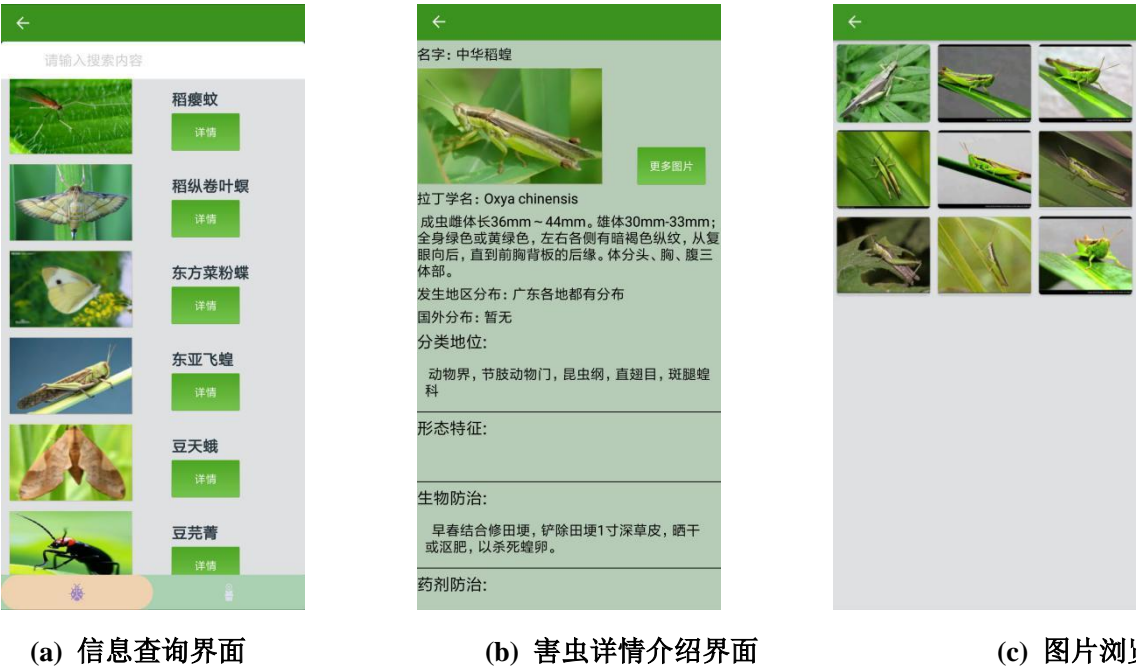 请输入搜索内容
稻瘿蚊
详情
稻纵卷叶螟
详情
东方菜粉蝶
详情
东亚飞蝗
详情
豆天蛾
详情
豆芫菁
详情
(a) 信息查询界面
名字：中华稻蝗
更多图片
拉丁学名：Oxya chinensis
成虫雌体长36mm～44mm。雄体30mm-33mm；
全身绿色或黄绿色，左右各侧有暗褐色纵纹，从复
眼向后，直到前胸背板的后缘。体分头、胸、腹三
体部。
发生地区分布：广东各地都有分布
国外分布：暂无
分类地位：
动物界，节肢动物门，昆虫纲，直翅目，斑腿蝗
科
形态特征：
生物防治：
早春结合修田埂，铲除田埂1寸深草皮，晒干
或沤肥，以杀死蝗卵。
药剂防治：
(b) 害虫详情介绍界面
(c) 图片浏